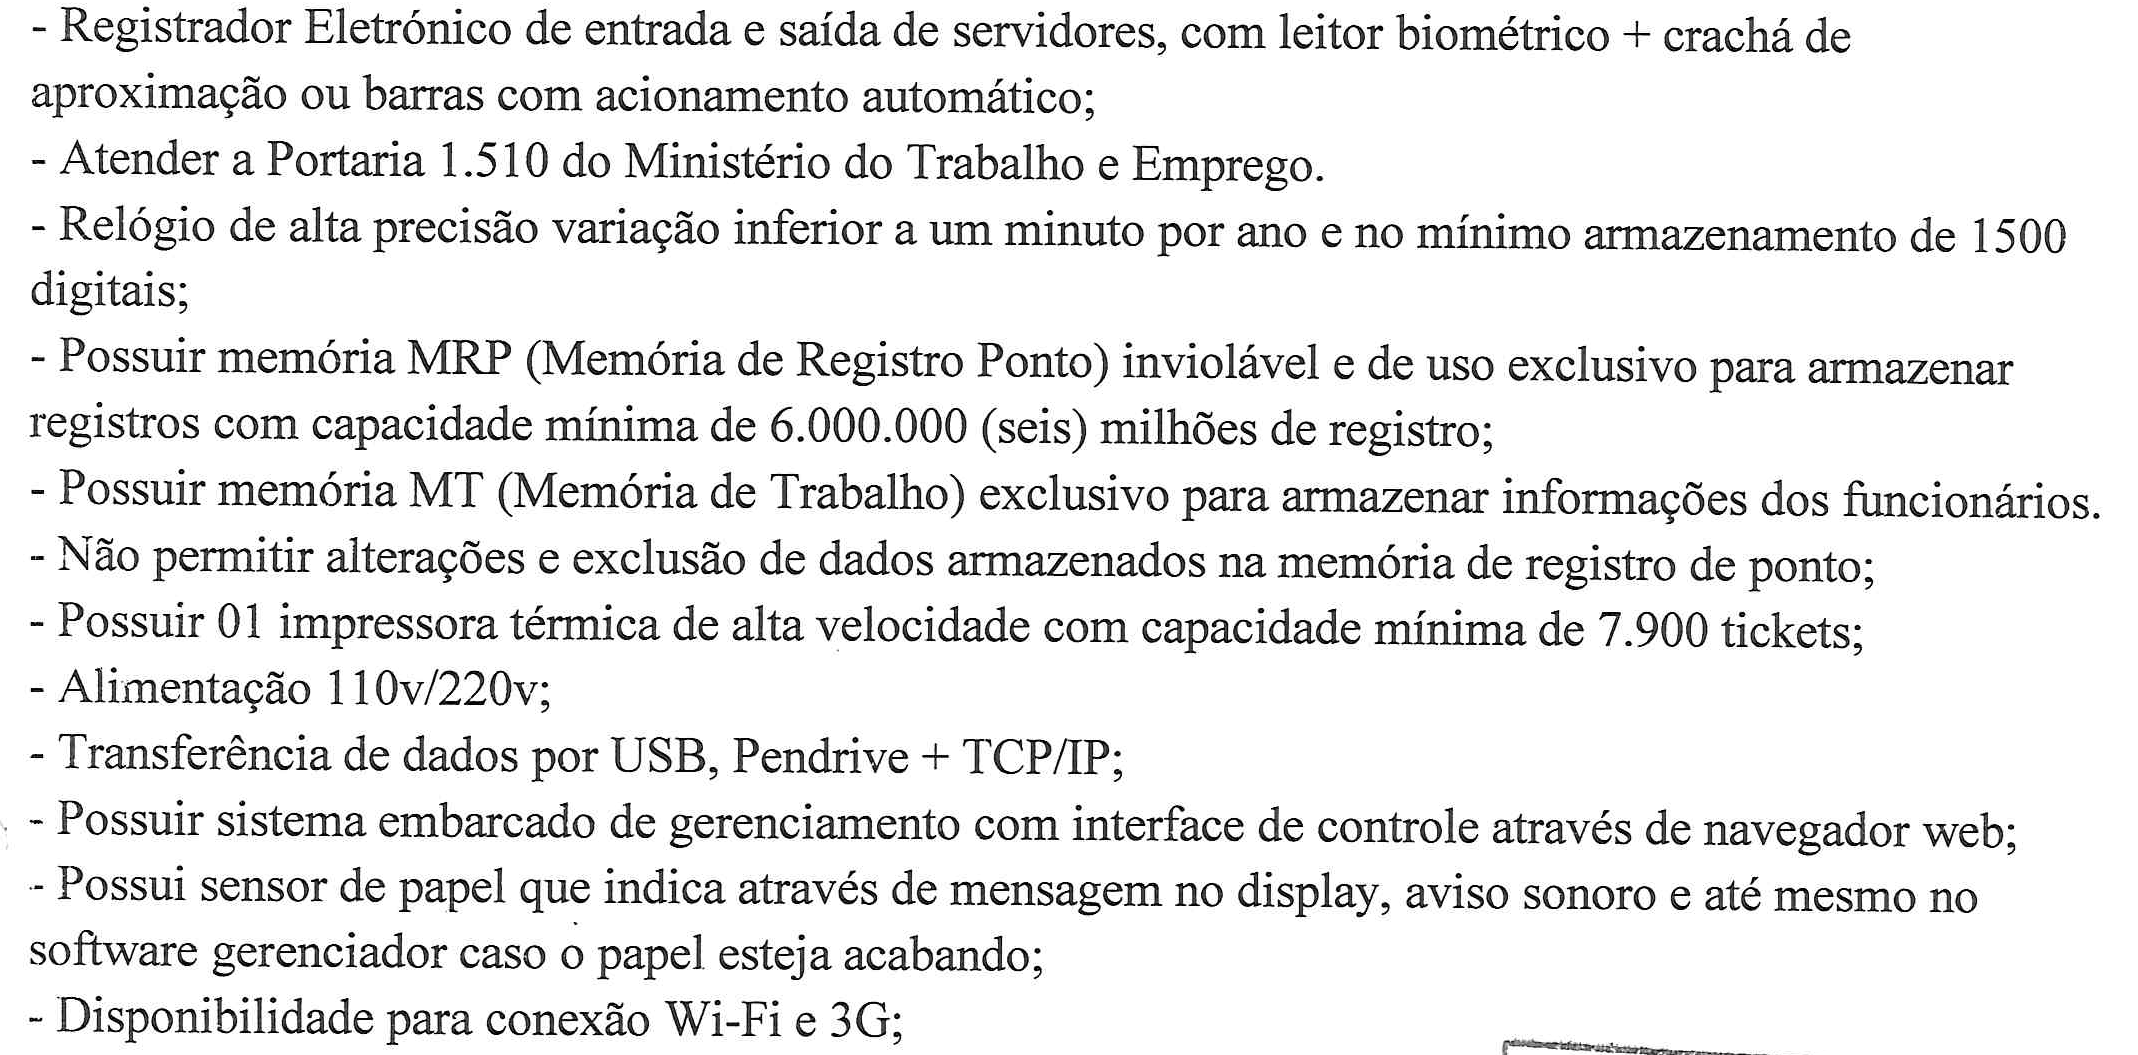 - Registrador Eletrónico de entrada e saída de servidores, com leitor biométrico + crachá de
aproximação ou barras com acionamento automático;
- Atender a Portaria 1.510 do Ministério do Trabalho e Emprego.
- Relógio de alta precisão variação inferior a um minuto por ano e no mínimo armazenamento de 1500
digitais;
- Possuir memória MRP (Memória de Registro Ponto) inviolável e de uso exclusivo para armazenar
registros com capacidade mínima de 6.000.000 (seis) milhões de registro;
- Possuir memória MT (Memória de Trabalho) exclusivo para armazenar informações dos funcionários.
- Não permitir alterações e exclusão de dados armazenados na memória de registro de ponto;
- Possuir 01 impressora térmica de alta velocidade com capacidade mínima de 7.900 tickets;
- Alimentação 110v/220v;
- Transferência de dados por USB, Pendrive + TCP/IP;
- Possuir sistema embarcado de gerenciamento com interface de controle através de navegador web;
- Possui sensor de papel que indica através de mensagem no display, aviso sonoro e até mesmo no
software gerenciador caso o papel esteja acabando;
- Disponibilidade para conexão Wi-Fi e 3G;